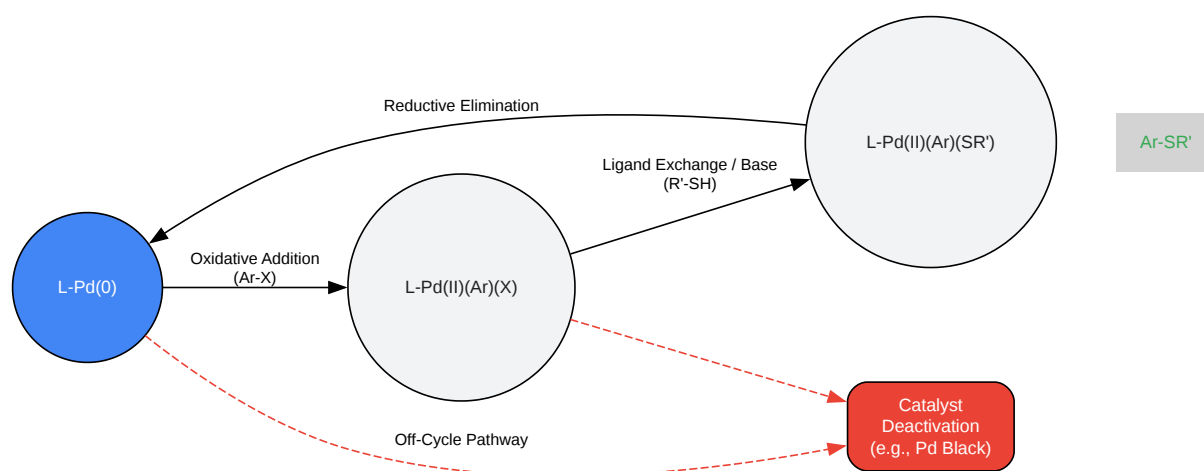 Reductive Elimination
L-Pd(II)(Ar)(SR')
Ar-SR'
Ligand Exchange / Base
(R'-SH)
Oxidative Addition
(Ar-X)
L-Pd(0)
L-Pd(II)(Ar)(X)
Catalyst
Deactivation
(e.g., Pd Black)
Off-Cycle Pathway